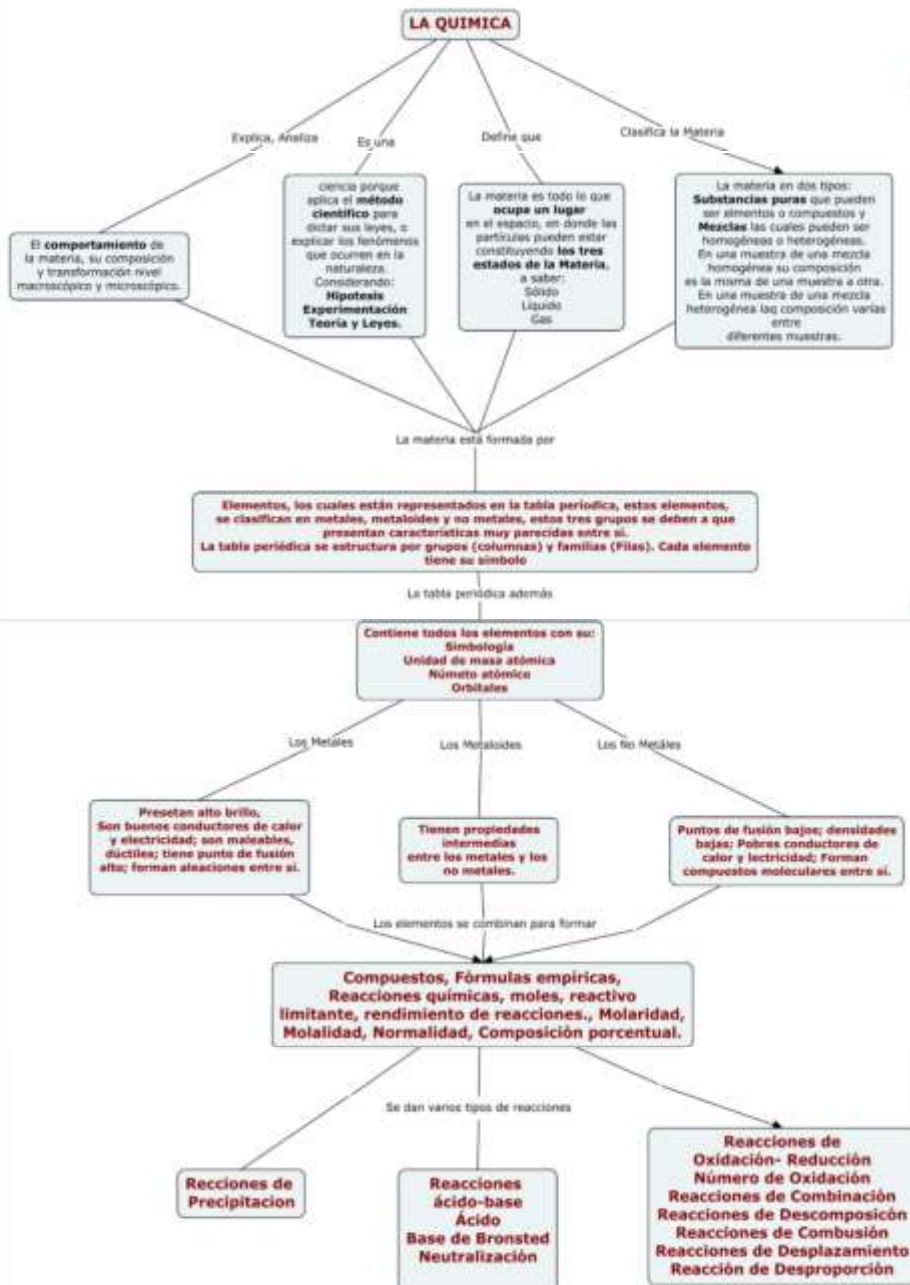 LA QUIMICA
Explica, Analiza
Es una
Define que
Clasifica la Materia
El comportamiento de
la materia, su composición
y transformación nivel
macroscópico y microscópico.
ciencia porque
aplica el método
científico para
dictar sus leyes, o
explicar los fenómenos
que ocurren en la
naturaleza.
Considerando:
Hipotesis
Experimentación
Teoría y Leyes.
La materia es todo lo que
ocupa un lugar
en el espacio, en donde las
partículas pueden estar
constituyendo los tres
estados de la Materia,
a saber:
Sólido
Líquido
Gas
La materia en dos tipos:
Substancias puras que pueden
ser elmentos o compuestos y
Mezclas las cuales pueden ser
homogéneas o heterogéneas.
En una muestra de una mezcla
homogénea su composición
es la misma de una muestra a otra.
En una muestra de una mezcla
heterogénea laq composición varias
entre
diferentes muestras.
La materia está formada por
Elementos, los cuales están representados en la tabla periodica, estos elementos,
se clasifican en metales, metaloides y no metales, estos tres grupos se deben a que
presentan características muy parecidas entre si.
La tabla periódica se estructura por grupos (columnas) y familias (Filas). Cada elemento
tiene su símbolo
La tabla periódica además
Contiene todos los elementos con su:
Simbología
Unidad de masa atómica
Númeto atómico
Orbitales
Los Metales
Los Metaloides
Los No Metáles
Presetan alto brillo,
Son buenos conductores de calor
y electricidad; son maleables,
dúctiles; tiene punto de fusión
alto; forman aleaciones entre sí.
Tienen propiedades
intermedias
entre los metales y los
no metales.
Puntos de fusión bajos; densidades
bajas; Pobres conductores de
calor y lectricidad; Forman
compuestos moleculares entre sí.
Los elementos se combinan para formar
Compuestos, Fórmulas empíricas,
Reacciones químicas, moles, reactivo
limitante, rendimiento de reacciones., Molaridad,
Molalidad, Normalidad, Composición porcentual.
Se dan varios tipos de reacciones
Recciones de
Precipitacion
Reacciones
ácido-base
Ácido
Base de Bronsted
Neutralización
Reacciones de
Oxidación- Reducción
Número de Oxidación
Reacciones de Combinación
Reacciones de Descomposicón
Reacciones de Combusión
Reacciones de Desplazamiento
Reacción de Desproporción